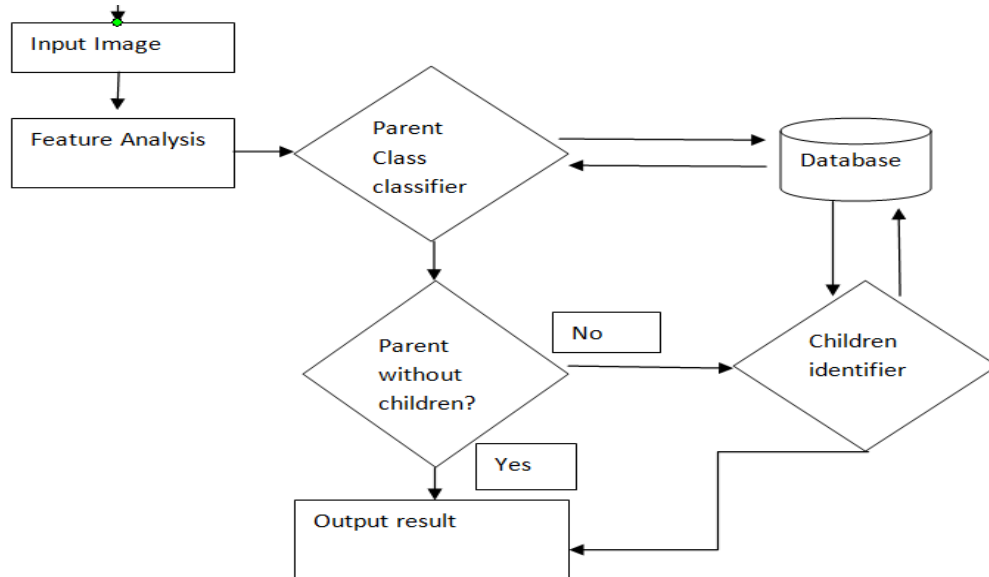 Input Image
Feature Analysis
Parent
Class
classifier
Database
Parent
without
children?
No
Children
identifier
Yes
Output result